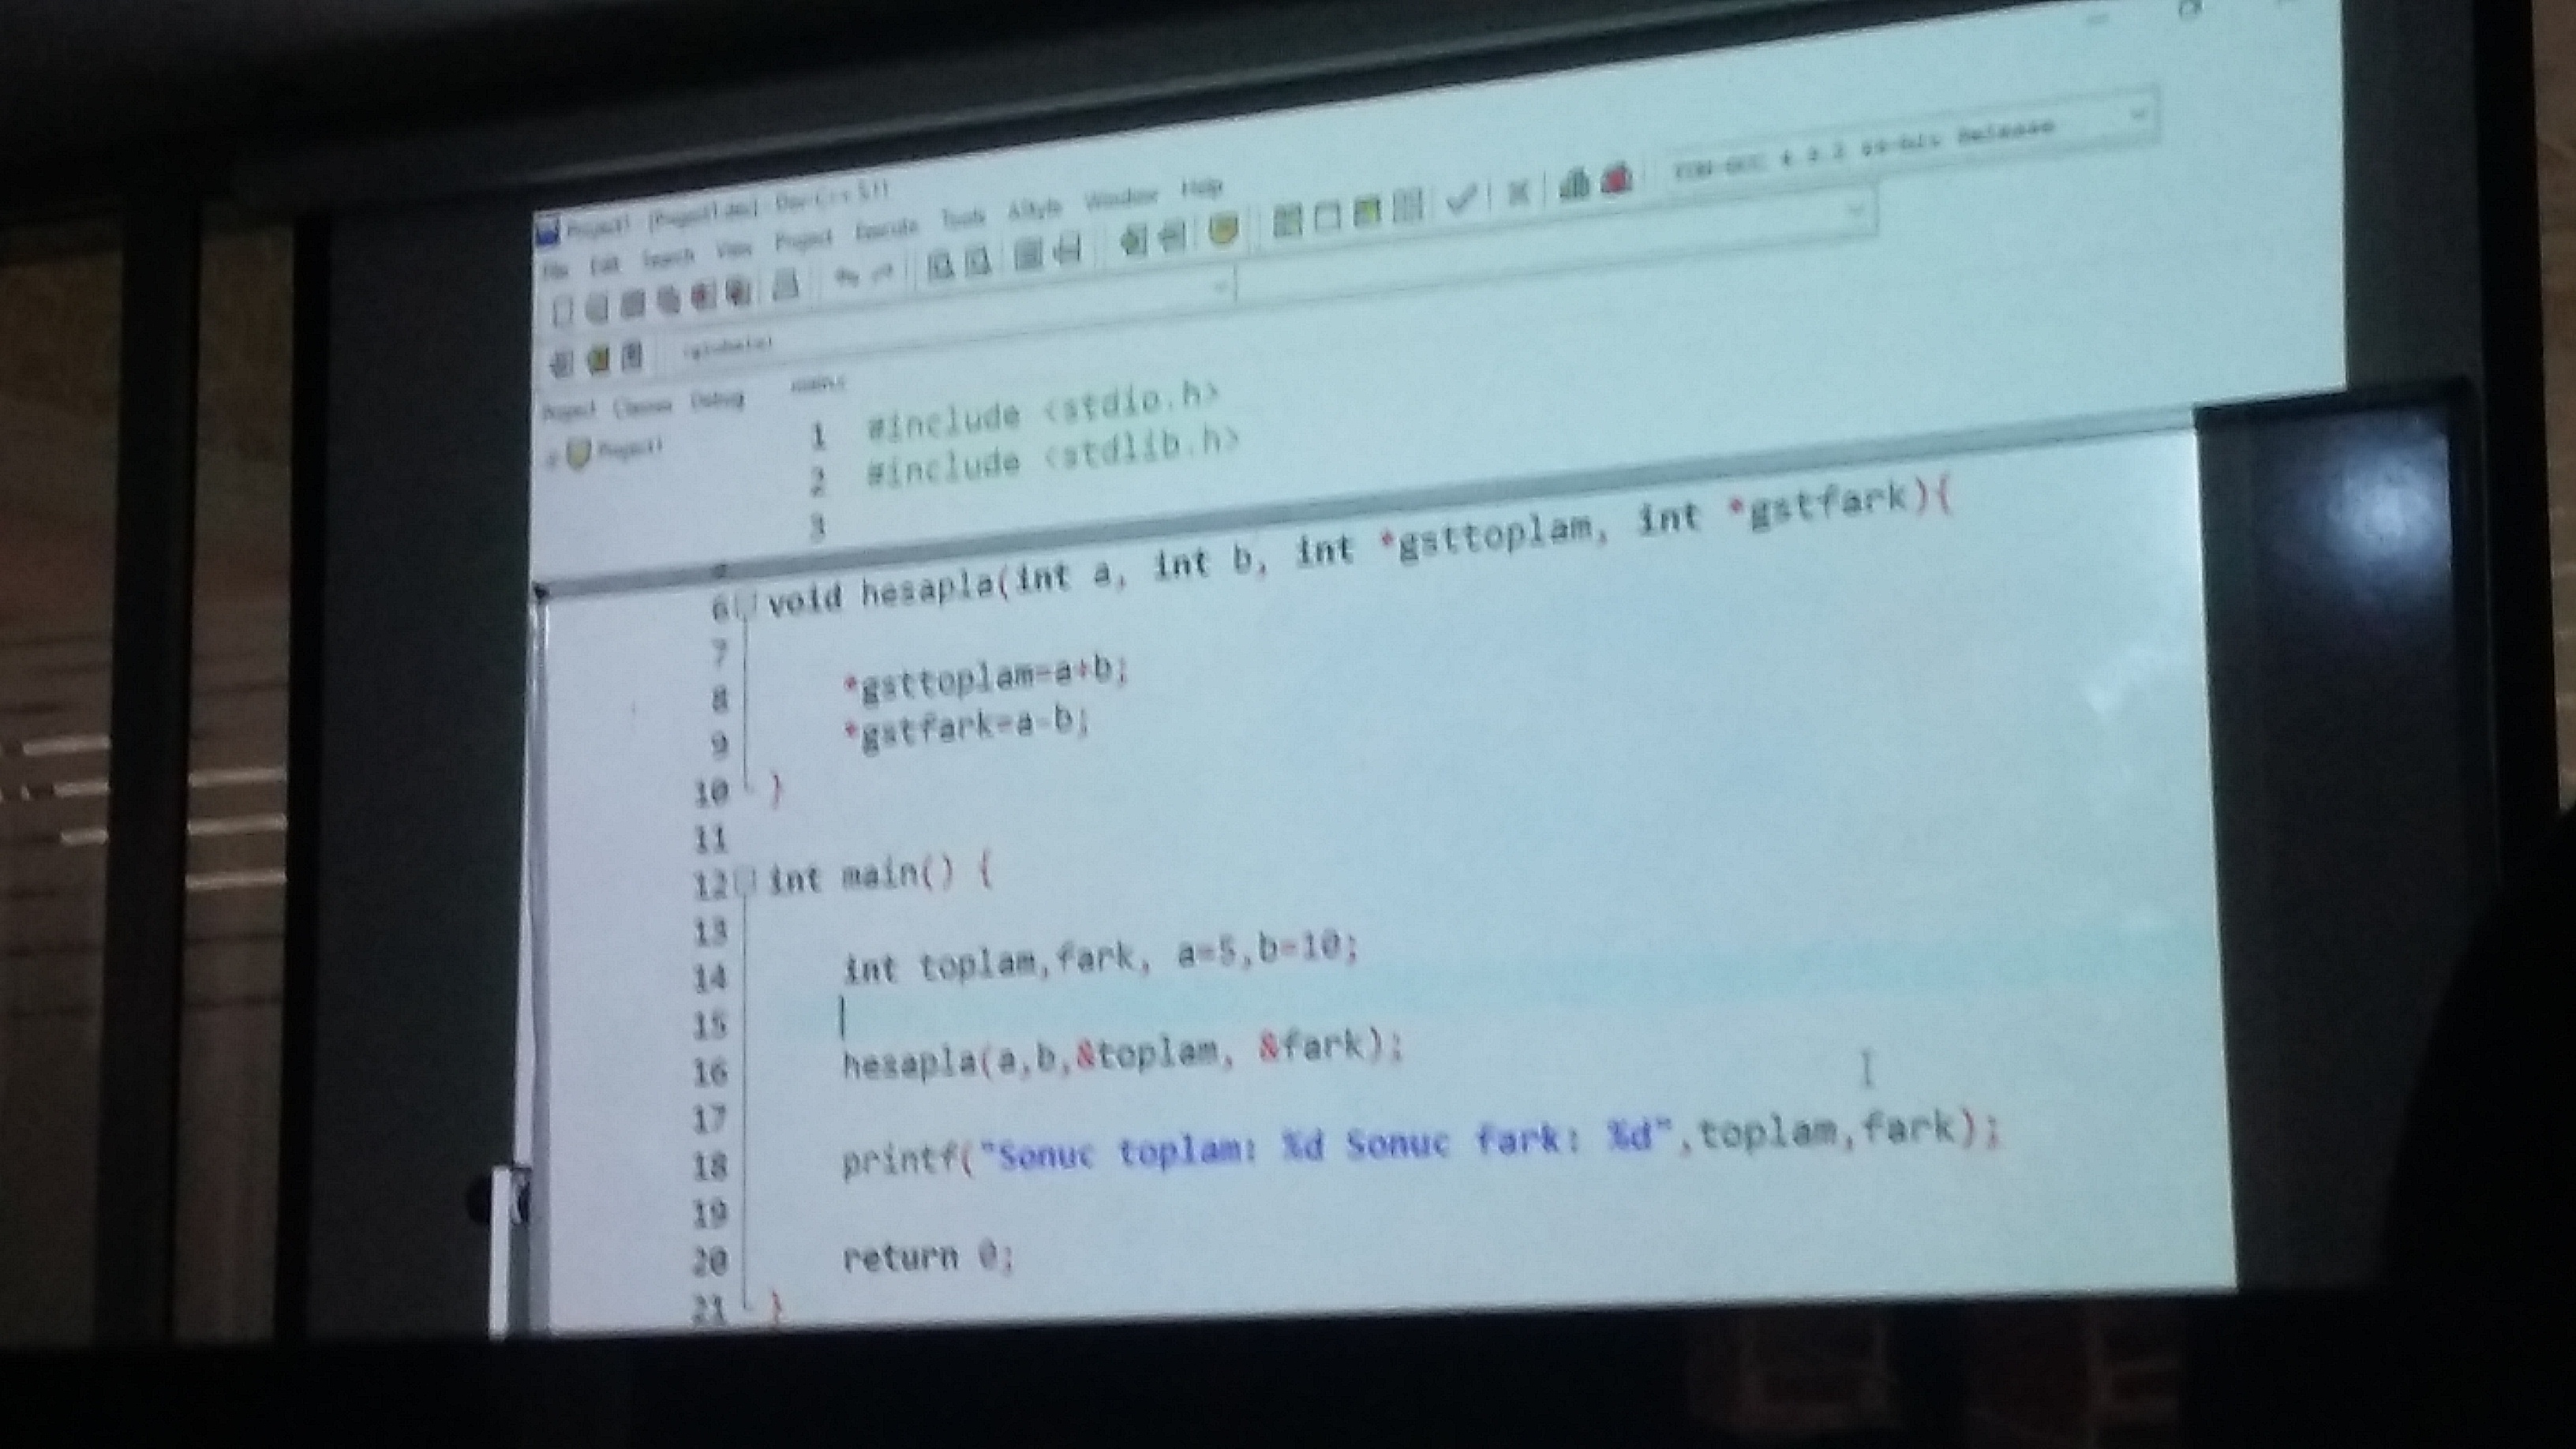 Project1 - [Project1.dev] - Dev-C++ 5.11
File Edit Search View Project Execute Tools AStyle Window Help
TDM-GCC 4.9.2 64-bit Release
(globals)
Project Classes Debug
main.c
Project1
1 #include <stdio.h>
2 #include <stdlib.h>
3
6 void hesapla(int a, int b, int *gsttoplam, int *gstfark){
7
8 *gsttoplam=a+b;
9 *gstfark=a-b;
10 }
11
12 int main() {
13
14 int toplam,fark, a=5,b=10;
15
16 hesapla(a,b,&toplam, &fark);
17
18 printf("Sonuc toplam: %d Sonuc fark: %d",toplam,fark);
19
20 return 0;
21 }